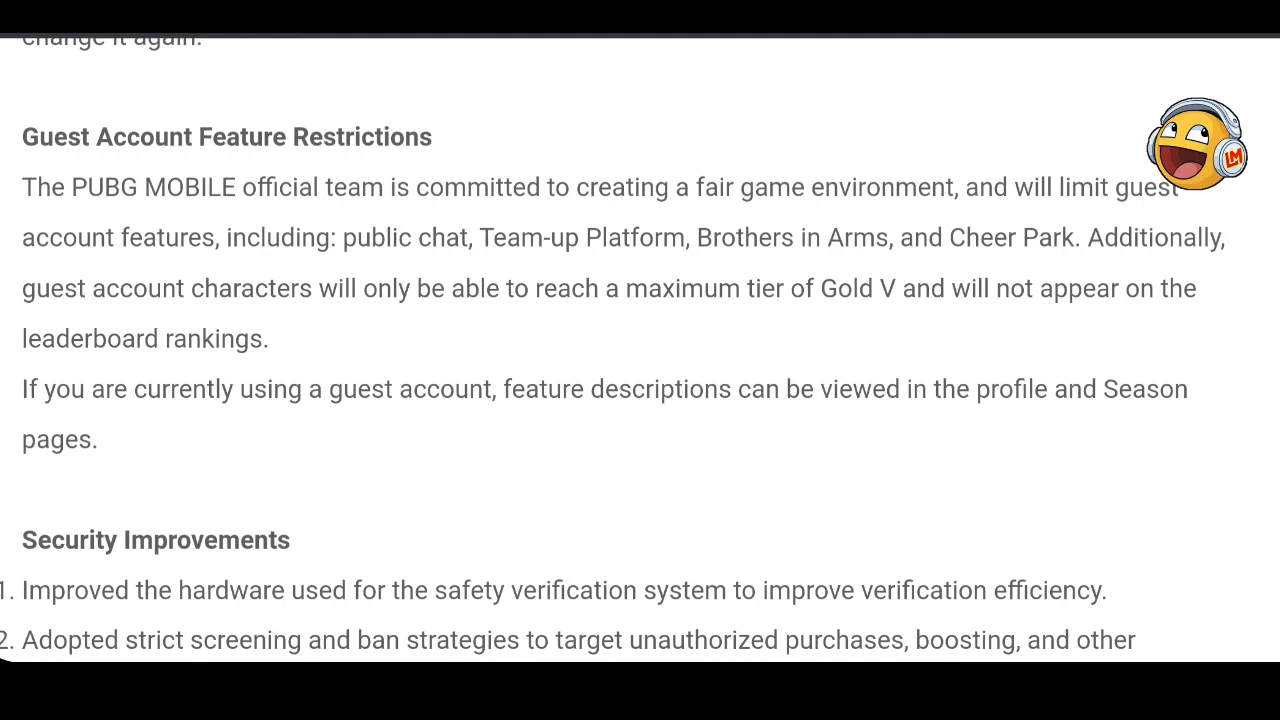 change it again.
Guest Account Feature Restrictions
The PUBG MOBILE official team is committed to creating a fair game environment, and will limit guest
account features, including: public chat, Team-up Platform, Brothers in Arms, and Cheer Park. Additionally,
guest account characters will only be able to reach a maximum tier of Gold V and will not appear on the
leaderboard rankings.
If you are currently using a guest account, feature descriptions can be viewed in the profile and Season
pages.
Security Improvements
1. Improved the hardware used for the safety verification system to improve verification efficiency.
2. Adopted strict screening and ban strategies to target unauthorized purchases, boosting, and other
LM